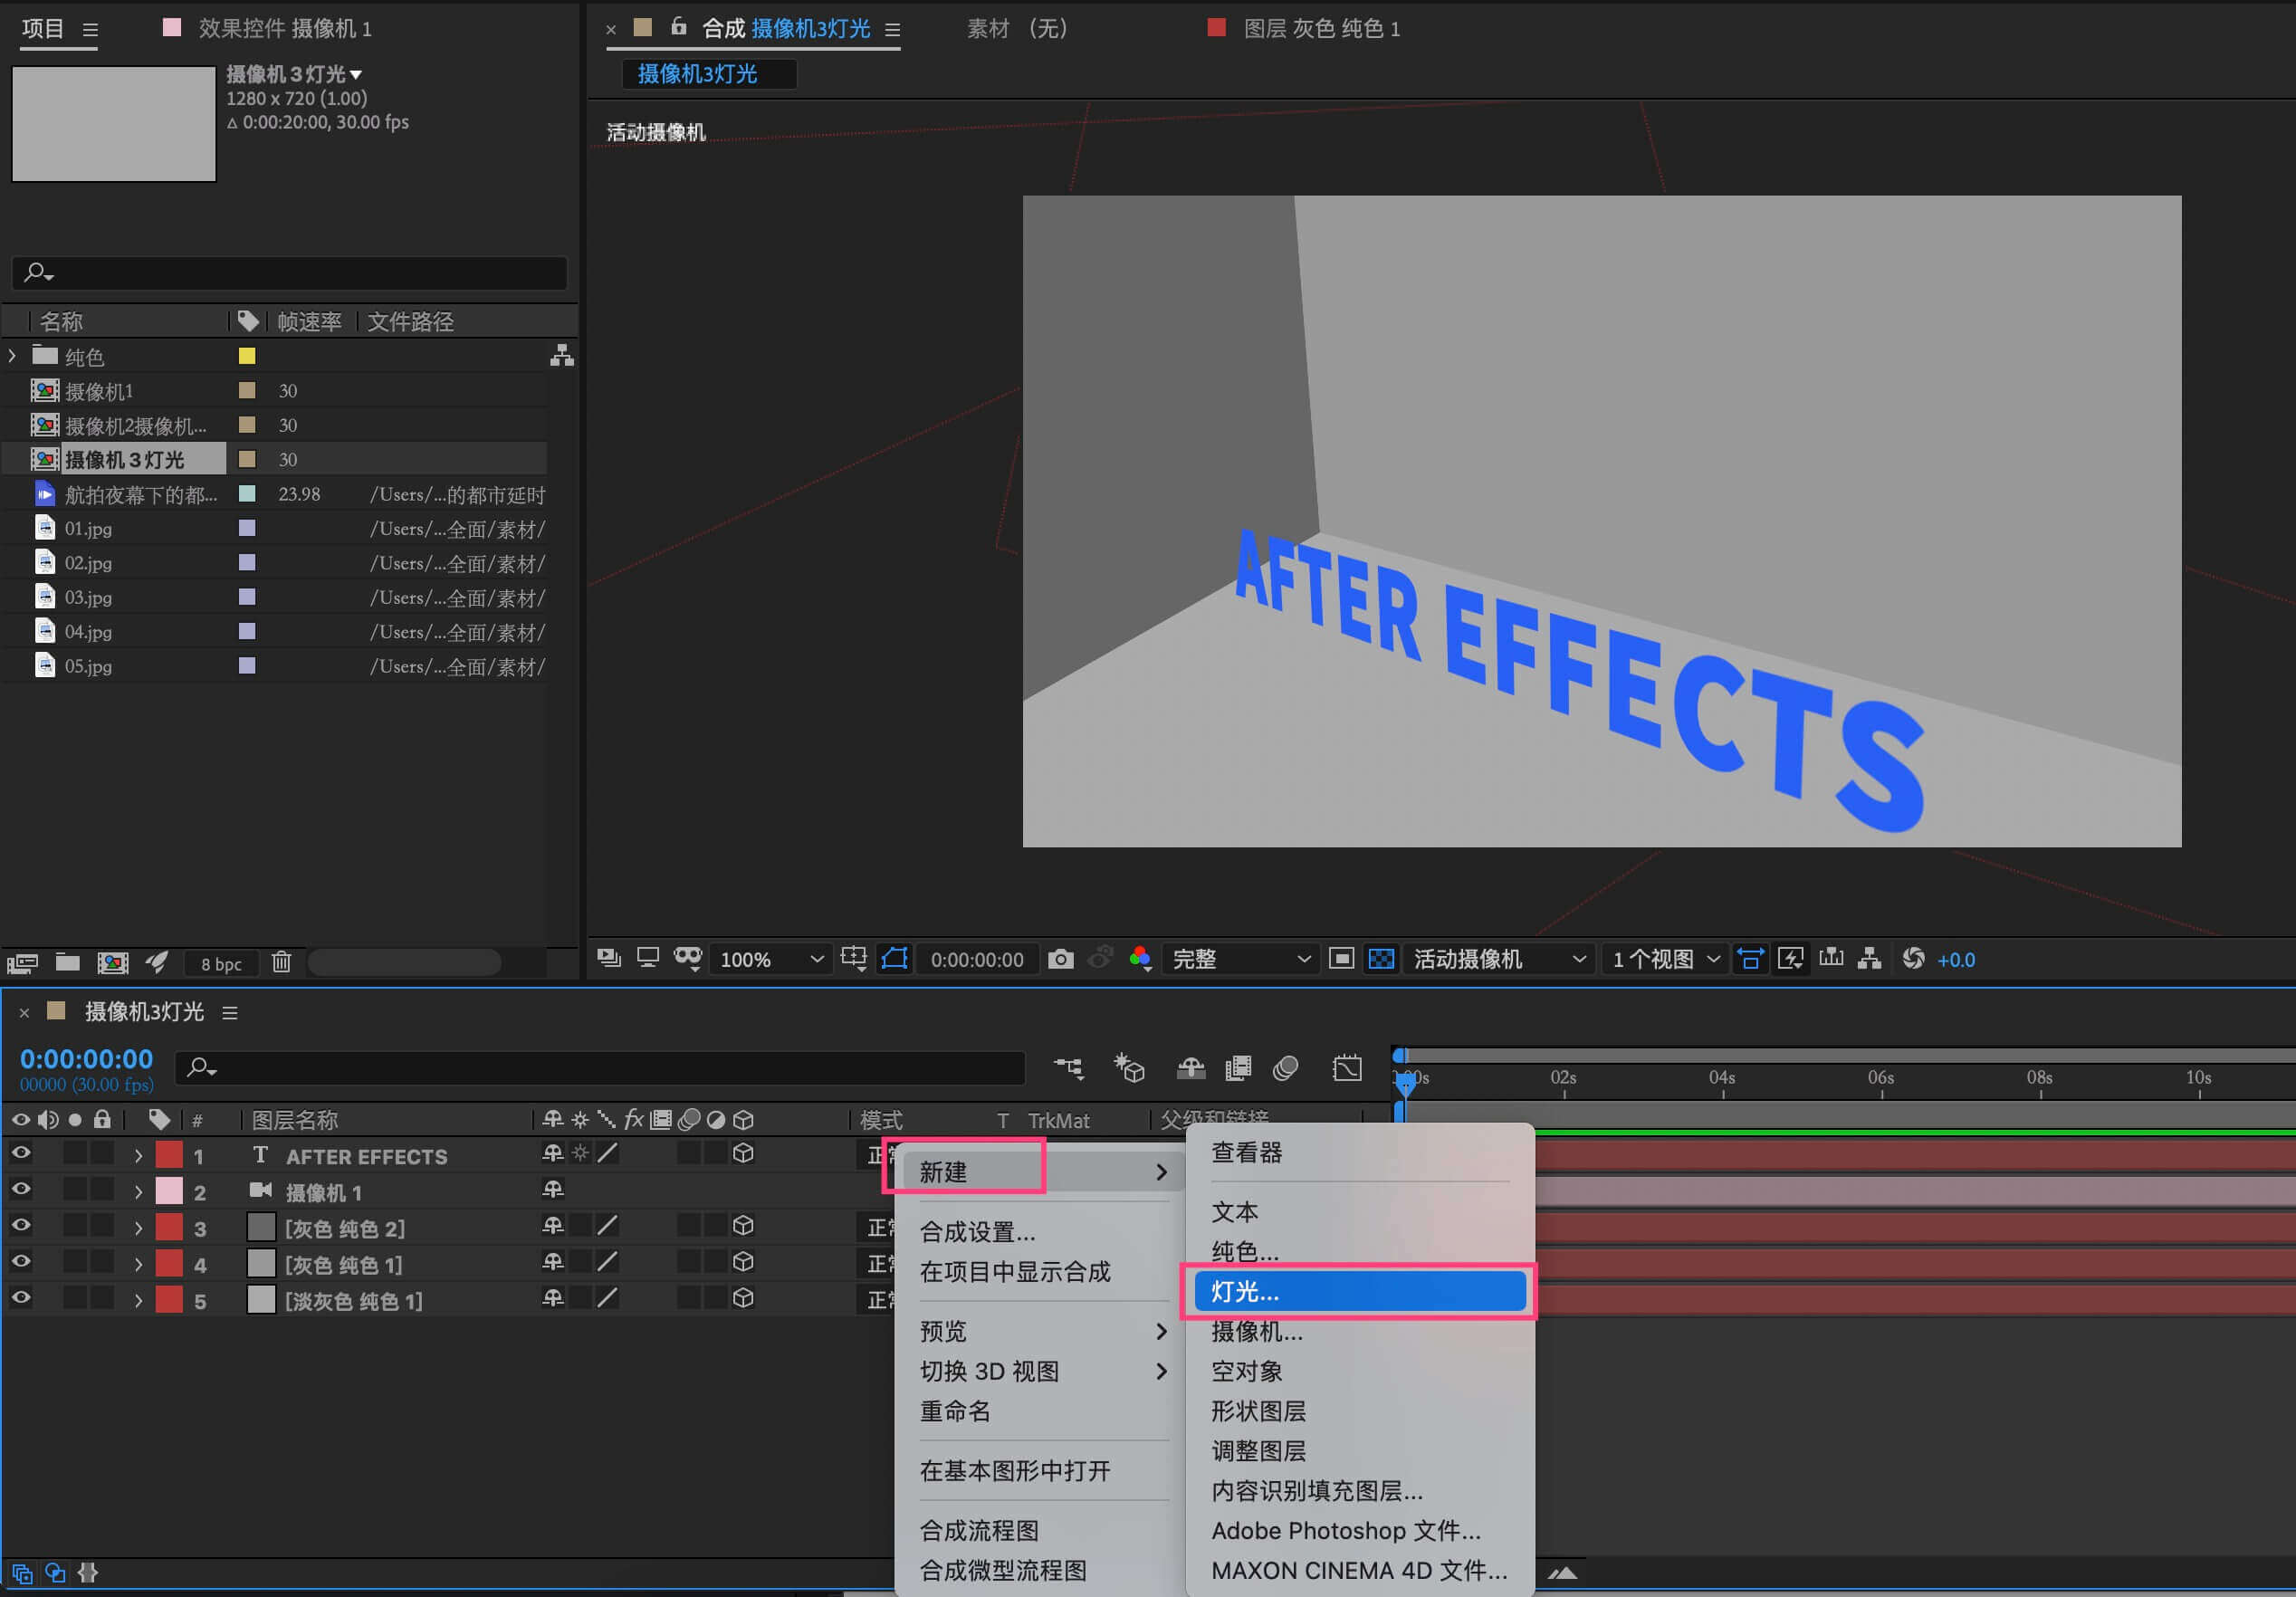 项目
效果控件 摄像机 1
合成 摄像机3灯光
素材 (无)
图层 灰色 纯色 1
摄像机 3 灯光
1280 x 720 (1.00)
Δ 0:00:20:00, 30.00 fps
摄像机3灯光
活动摄像机
AFTER EFFECTS
名称
帧速率
文件路径
纯色
摄像机1
30
摄像机2摄像机...
30
摄像机 3 灯光
30
航拍夜幕下的都...
23.98
/Users/...的都市延时
01.jpg
/Users/...全面/素材/
02.jpg
/Users/...全面/素材/
03.jpg
/Users/...全面/素材/
04.jpg
/Users/...全面/素材/
05.jpg
/Users/...全面/素材/
8 bpc
100%
0:00:00:00
完整
活动摄像机
1 个视图
+0.0
摄像机3灯光
0:00:00:00
00000 (30.00 fps)
02s
04s
06s
08s
10s
#
图层名称
fx
模式
T
TrkMat
父级和链接
1
T
AFTER EFFECTS
2
摄像机 1
3
[灰色 纯色 2]
4
[灰色 纯色 1]
5
[淡灰色 纯色 1]
新建
合成设置...
在项目中显示合成
预览
切换 3D 视图
重命名
在基本图形中打开
合成流程图
合成微型流程图
查看器
文本
纯色...
灯光...
摄像机...
空对象
形状图层
调整图层
内容识别填充图层...
Adobe Photoshop 文件...
MAXON CINEMA 4D 文件...